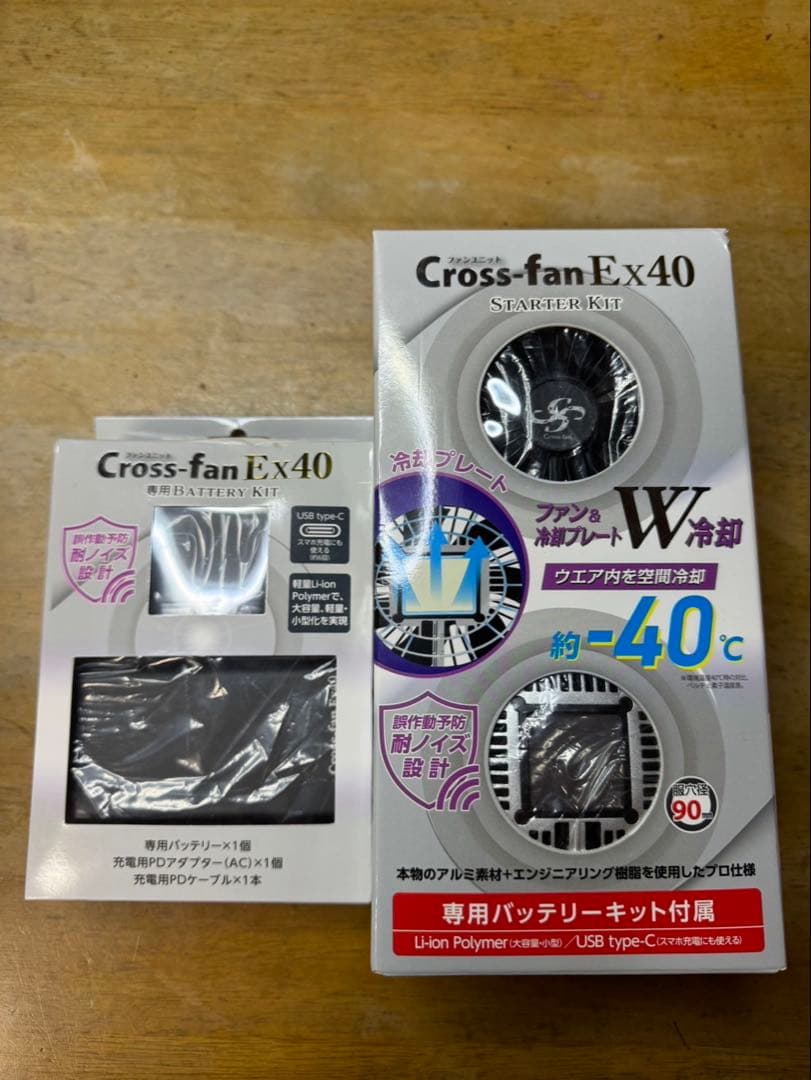 ファンユニット
Cross-fan Ex40
STARTER KIT
Cross fan
冷却プレート
ファン&
冷却プレート
W冷却
ウエア内を空間冷却
約-40℃
誤作動予防
耐ノイズ
設計
服穴径
90
本物のアルミ素材+エンジニアリング樹脂を使用したプロ仕様
専用バッテリーキット付属
Li-ion Polymer(大容量・小型)/USB type-C(スマホ充電にも使える)
ファンユニット
Cross-fan Ex40
専用BATTERY KIT
誤作動予防
耐ノイズ
設計
USB type-C
スマホ充電にも
使える
軽量Li-ion
Polymerで、
大容量、軽量・
小型化を実現
Cross-fan Ex40
専用バッテリー×1個
充電用PDアダプター(AC)×1個
充電用PDケーブル×1本